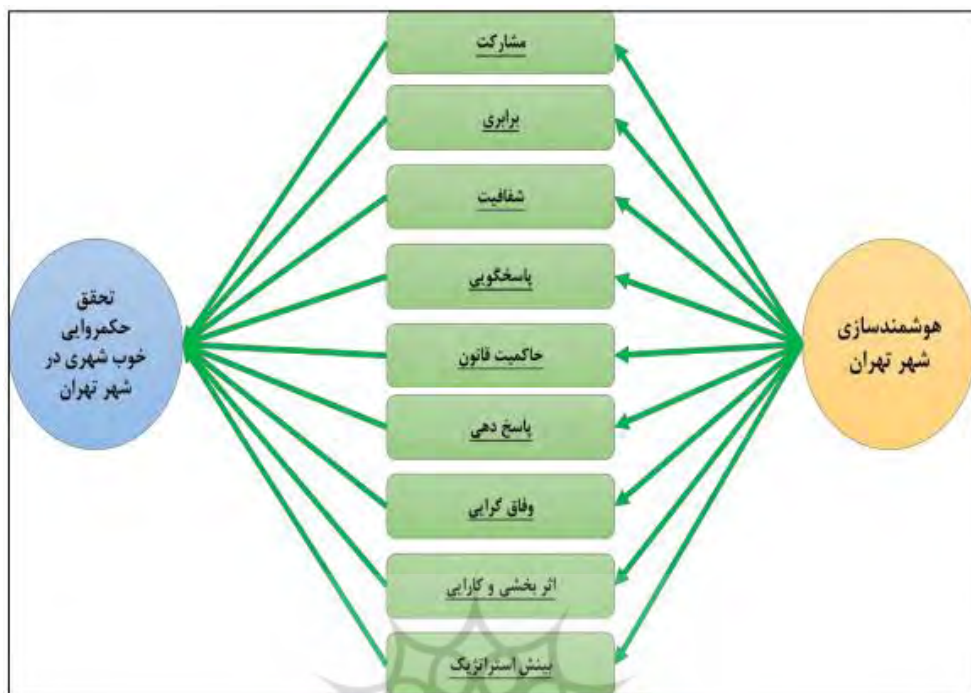 هوشمندسازی
شهر تهران
مشارکت
برابری
شفافیت
پاسخگویی
حاکمیت قانون
پاسخ دهی
وفاق گرایی
اثر بخشی و کارایی
بینش استراتژیک
تحقق
حکمروایی
خوب شهری در
شهر تهران